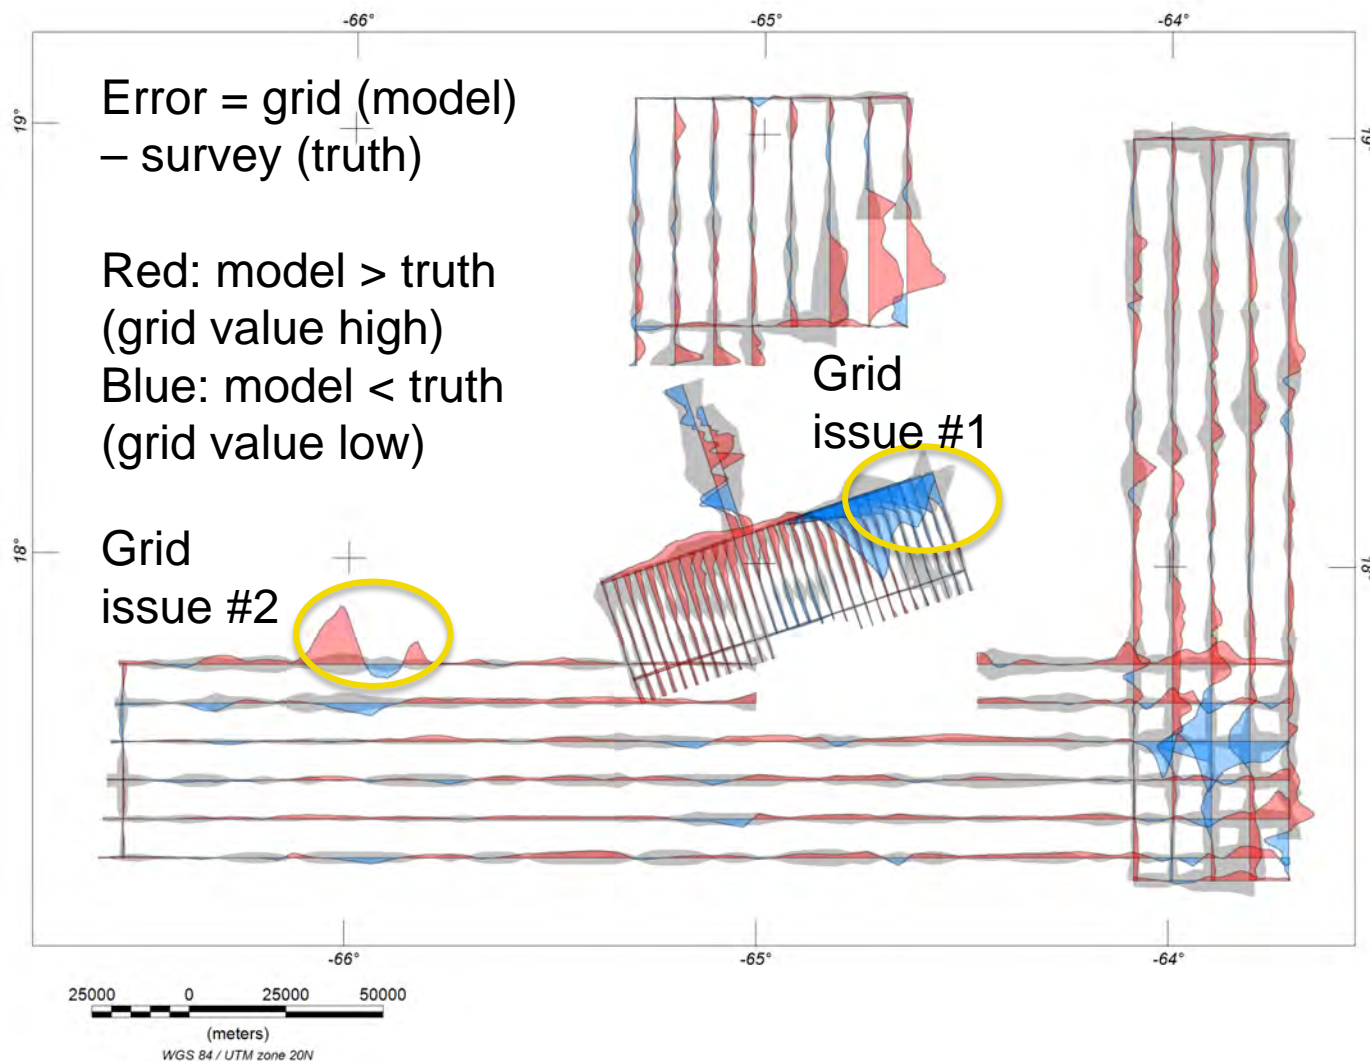 -66°
-65°
-64°
19°
19°
Error = grid (model)
– survey (truth)
Red: model > truth
(grid value high)
Blue: model < truth
(grid value low)
Grid
issue #1
Grid
issue #2
18°
18°
-66°
-65°
-64°
25000 0 25000 50000
(meters)
WGS 84 / UTM zone 20N